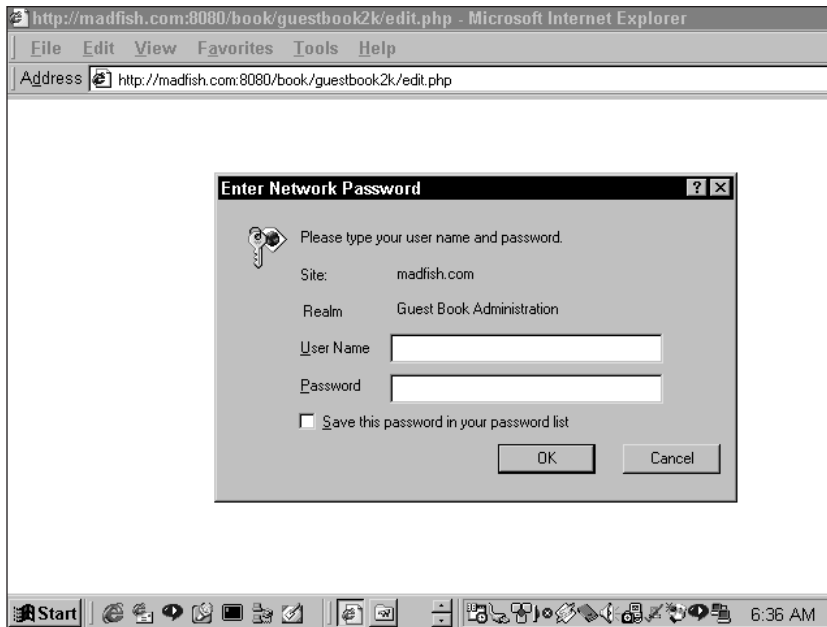 http://madfish.com:8080/book/guestbook2k/edit.php - Microsoft Internet Explorer
File Edit View Favorites Tools Help
Address http://madfish.com:8080/book/guestbook2k/edit.php
Enter Network Password
Please type your user name and password.
Site: madfish.com
Realm Guest Book Administration
User Name
Password
Save this password in your password list
OK Cancel
Start 6:36 AM